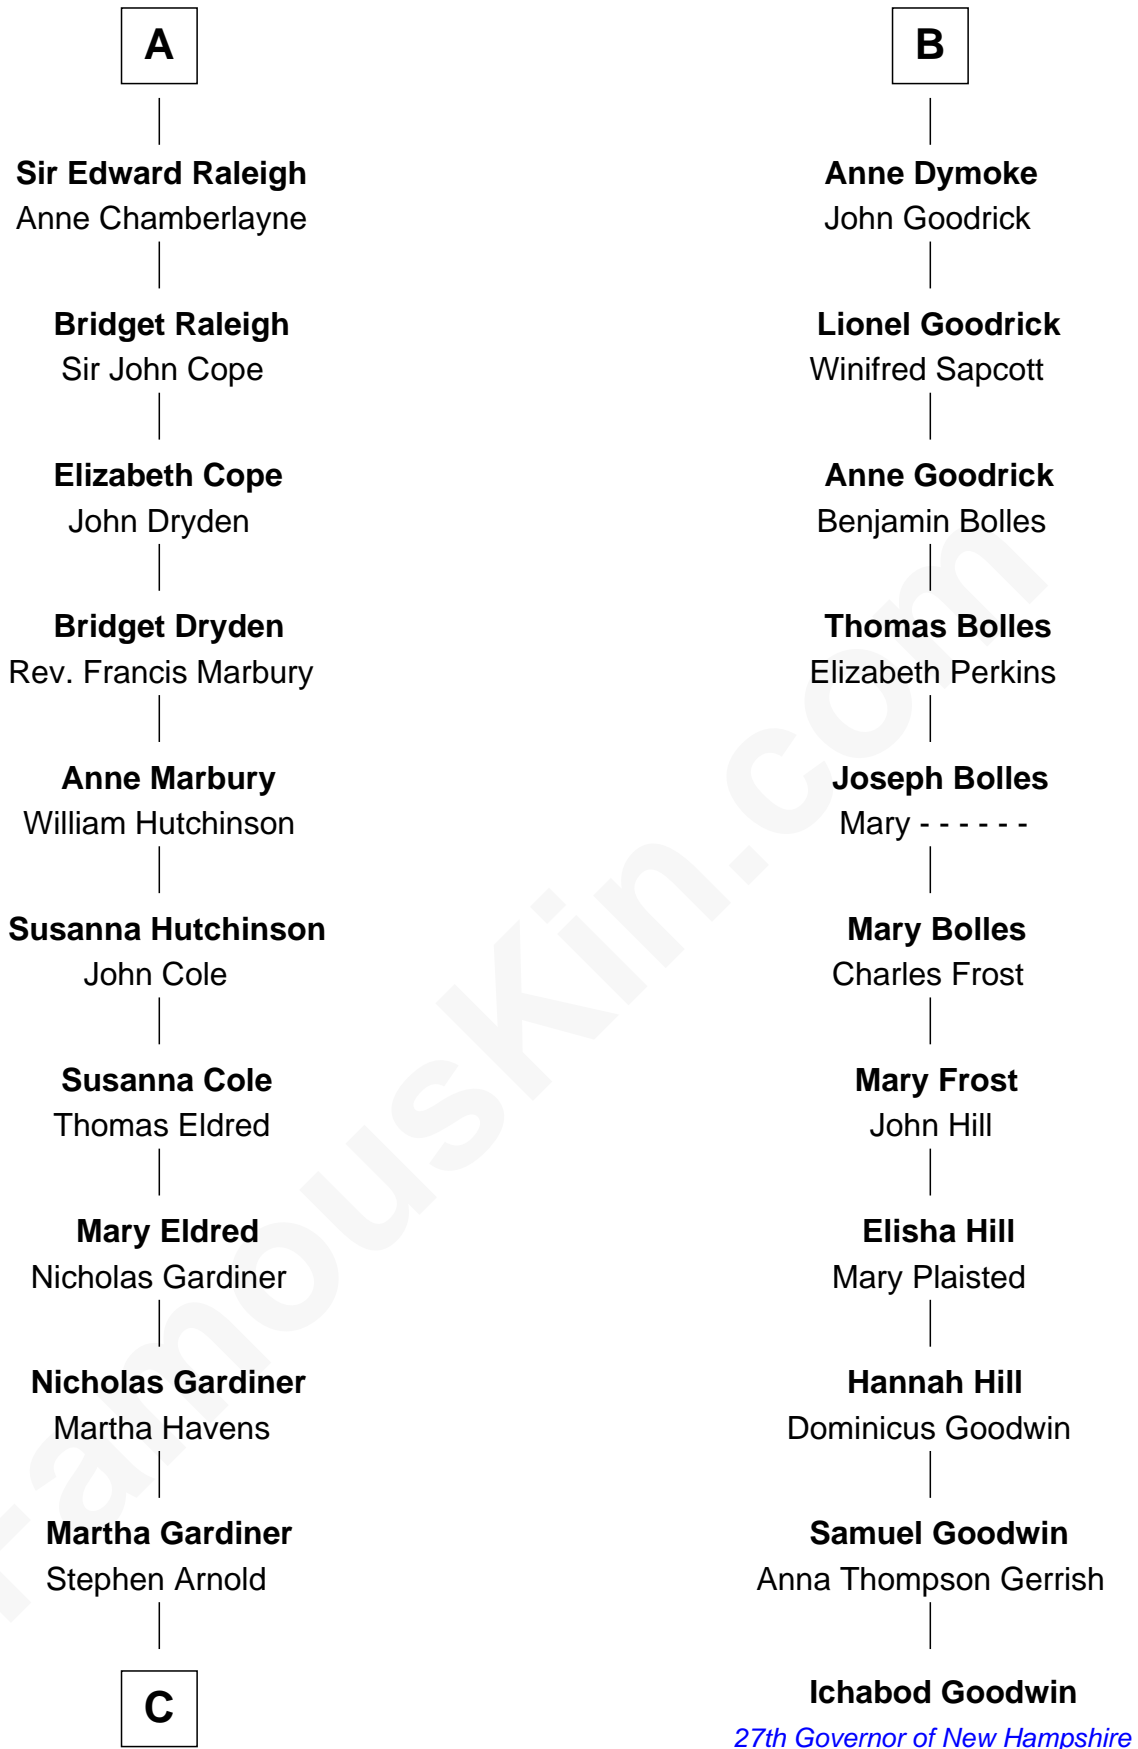 A
Sir Edward Raleigh
Anne Chamberlayne
Bridget Raleigh
Sir John Cope
Elizabeth Cope
John Dryden
Bridget Dryden
Rev. Francis Marbury
Anne Marbury
William Hutchinson
Susanna Hutchinson
John Cole
Susanna Cole
Thomas Eldred
Mary Eldred
Nicholas Gardiner
Nicholas Gardiner
Martha Havens
Martha Gardiner
Stephen Arnold
C
B
Anne Dymoke
John Goodrick
Lionel Goodrick
Winifred Sapcott
Anne Goodrick
Benjamin Bolles
Thomas Bolles
Elizabeth Perkins
Joseph Bolles
Mary - - - - - -
Mary Bolles
Charles Frost
Mary Frost
John Hill
Elisha Hill
Mary Plaisted
Hannah Hill
Dominicus Goodwin
Samuel Goodwin
Anna Thompson Gerrish
Ichabod Goodwin
27th Governor of New Hampshire
FamousKin.com